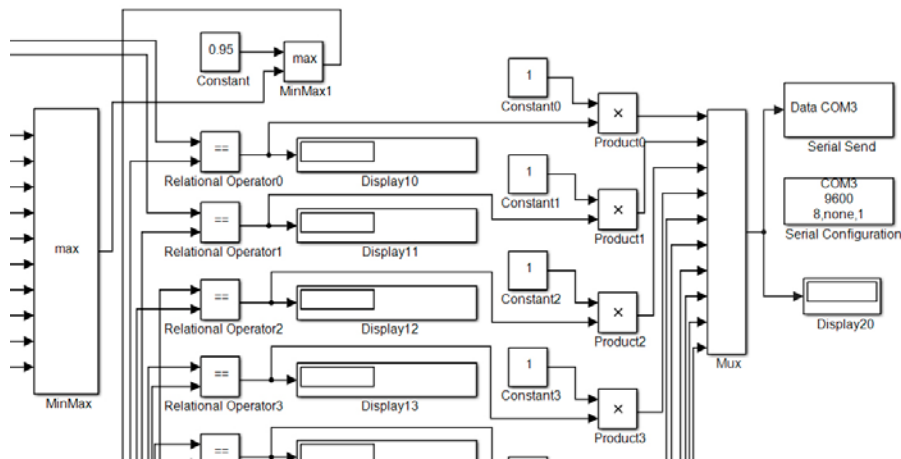 0.95
Constant
max
MinMax1
1
Constant0
×
Product0
Data COM3
Serial Send
==
Relational Operator0
Display10
1
Constant1
×
Product1
COM3
9600
8,none,1
Serial Configuration
==
Relational Operator1
Display11
max
MinMax
1
Constant2
×
Product2
Display20
==
Relational Operator2
Display12
Mux
==
Relational Operator3
Display13
1
Constant3
×
Product3
==